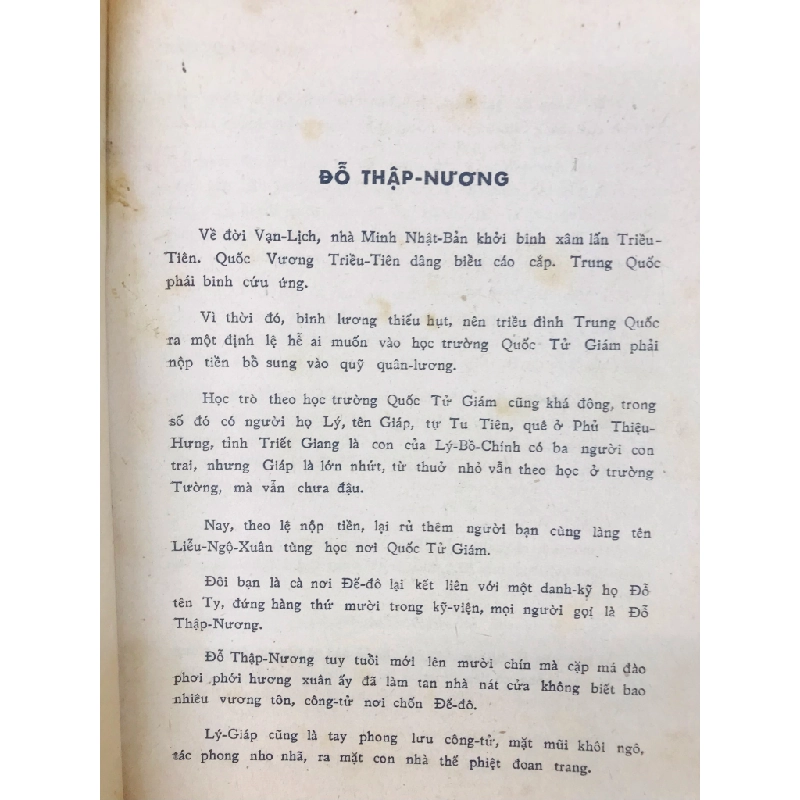 ĐỖ THẬP-NƯƠNG
Về đời Vạn-Lịch, nhà Minh Nhật-Bản khởi binh xâm lấn Triều-
Tiên. Quốc Vương Triều-Tiên dâng biểu cáo cấp. Trung Quốc
phái binh cứu ứng.
Vì thời đó, binh lương thiếu hụt, nên triều đình Trung Quốc
ra một định lệ hễ ai muốn vào học trường Quốc Tử Giám phải
nộp tiền bổ sung vào quỹ quân-lương.
Học trò theo học trường Quốc Tử Giám cũng khá đông, trong
số đó có người họ Lý, tên Giáp, tự Tu Tiên, quê ở Phủ Thiệu-
Hưng, tỉnh Triết Giang là con của Lý-Bố-Chính có ba người con
trai, nhưng Giáp là lớn nhứt, từ thuở nhỏ vẫn theo học ở trường
Tường, mà vẫn chưa đậu.
Nay, theo lệ nộp tiền, lại rủ thêm người bạn cùng làng tên
Liễu-Ngộ-Xuân tùng học nơi Quốc Tử Giám.
Đôi bạn la cà nơi Đế-đô lại kết liên với một danh-kỹ họ Đỗ
tên Ty, đứng hàng thứ mười trong kỹ-viện, mọi người gọi là Đỗ
Thập-Nương.
Đỗ Thập-Nương tuy tuổi mới lên mười chín mà cặp má đào
phơi phới hương xuân ấy đã làm tan nhà nát cửa không biết bao
nhiêu vương tôn, công-tử nơi chốn Đế-đô.
Lý-Giáp cũng là tay phong lưu công-tử, mặt mũi khôi ngô,
tác phong nho nhã, ra mặt con nhà thế phiệt đoan trang.